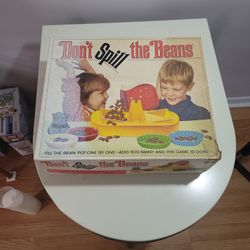 Don't Spill the Beans
FILL THE BEAN POT ONE BY ONE-ADD TOO MANY AND THE GAME IS OVER!
Don't Spill the Beans